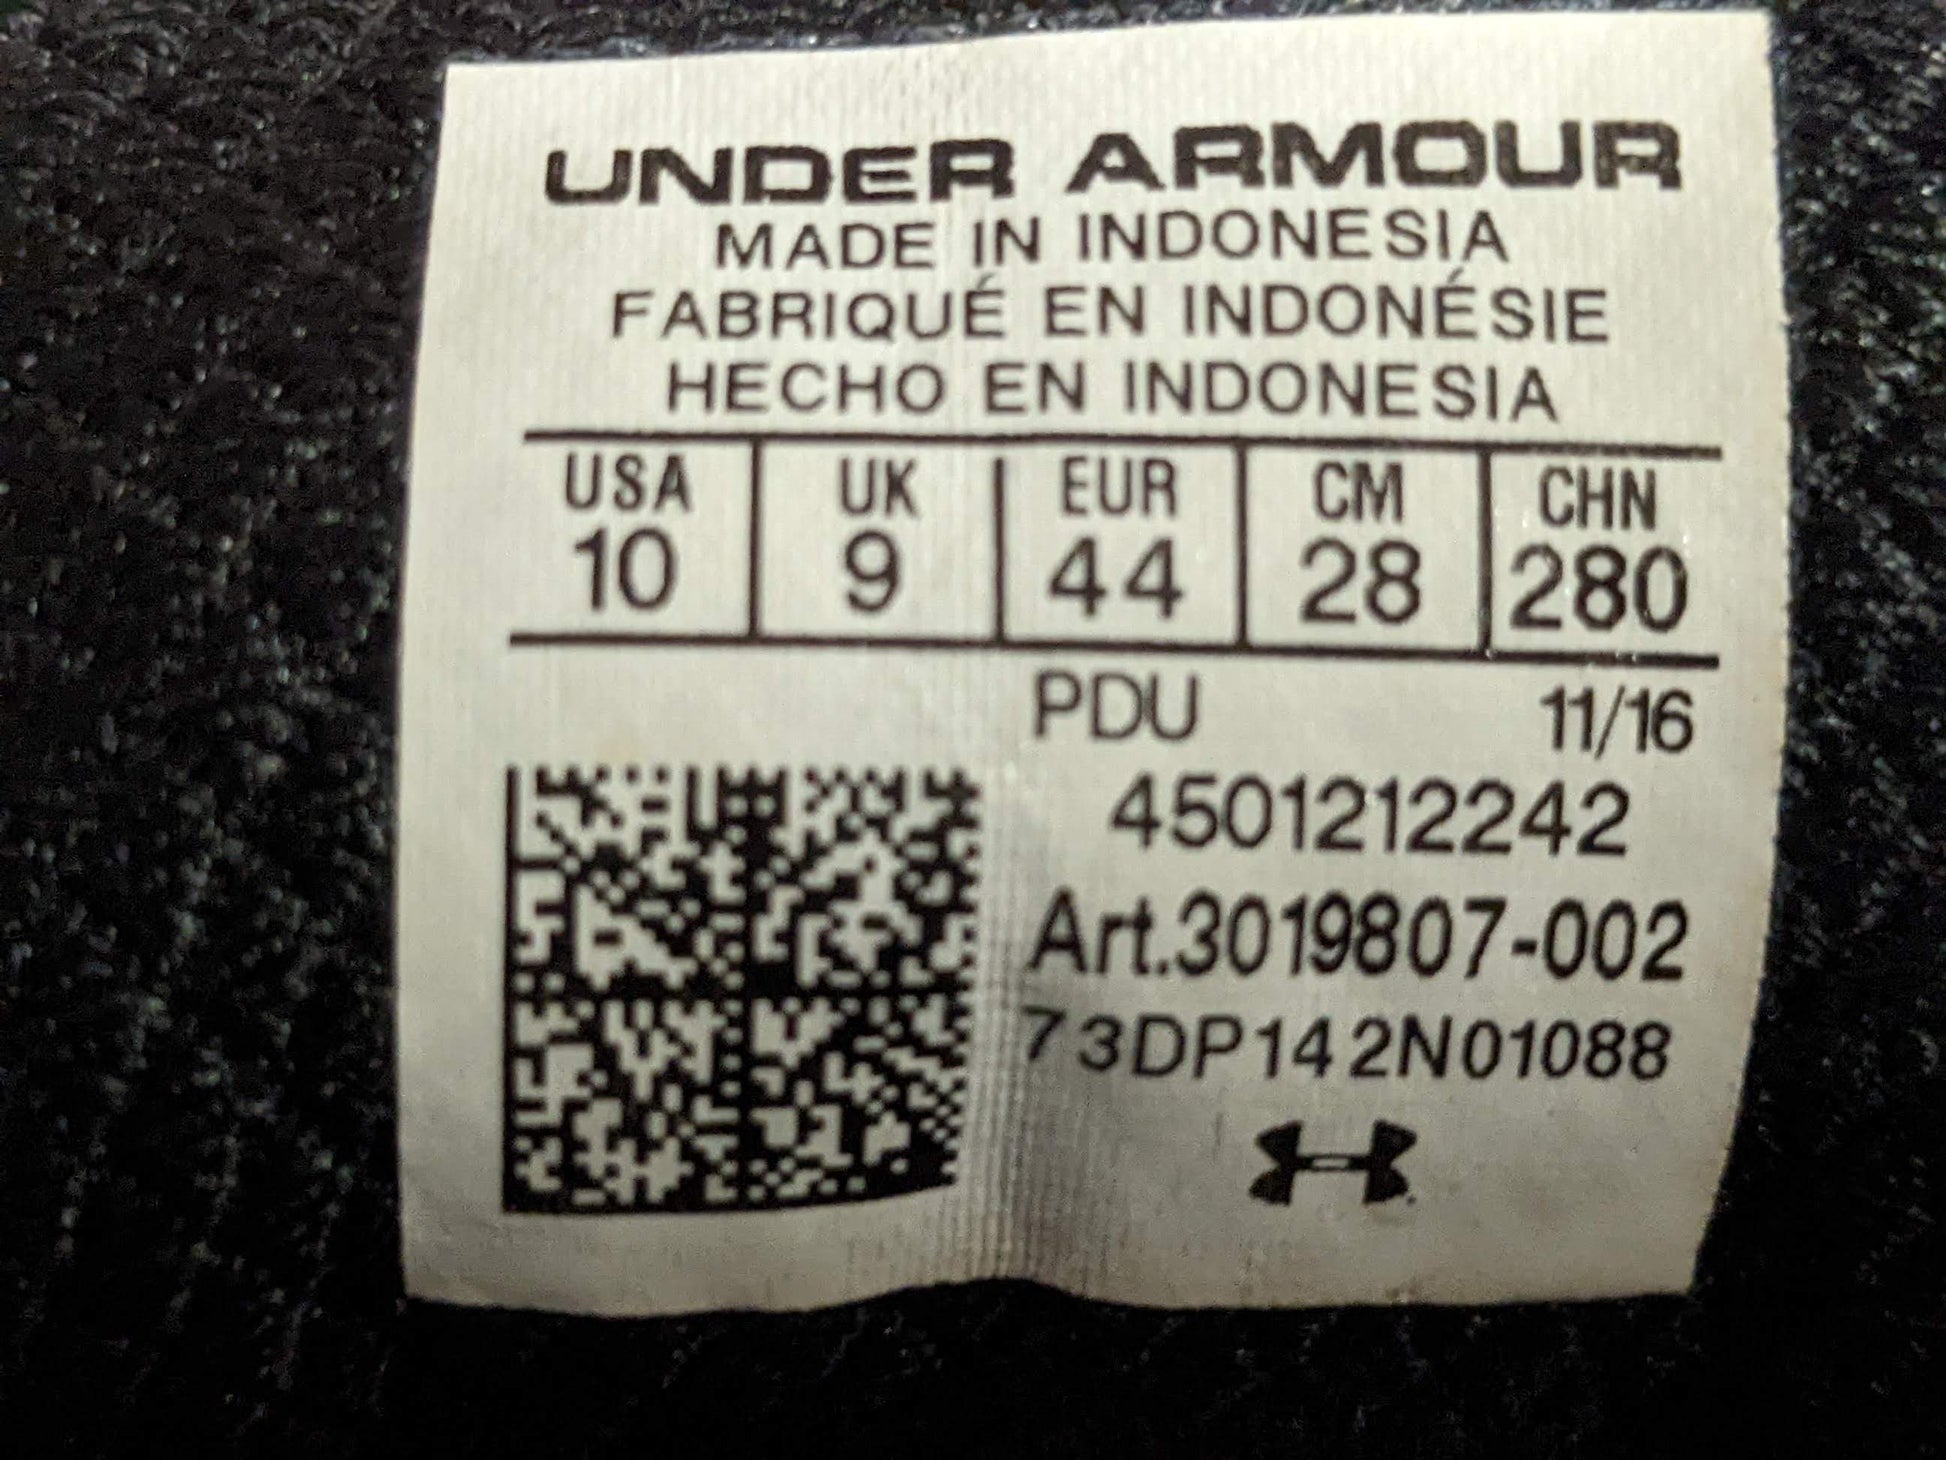 UNDER ARMOUR
MADE IN INDONESIA
FABRIQUÉ EN INDONÉSIE
HECHO EN INDONESIA
USA UK EUR CM CHN
10 9 44 28 280
PDU 11/16
4501212242
Art.3019807-002
73DP142N01088